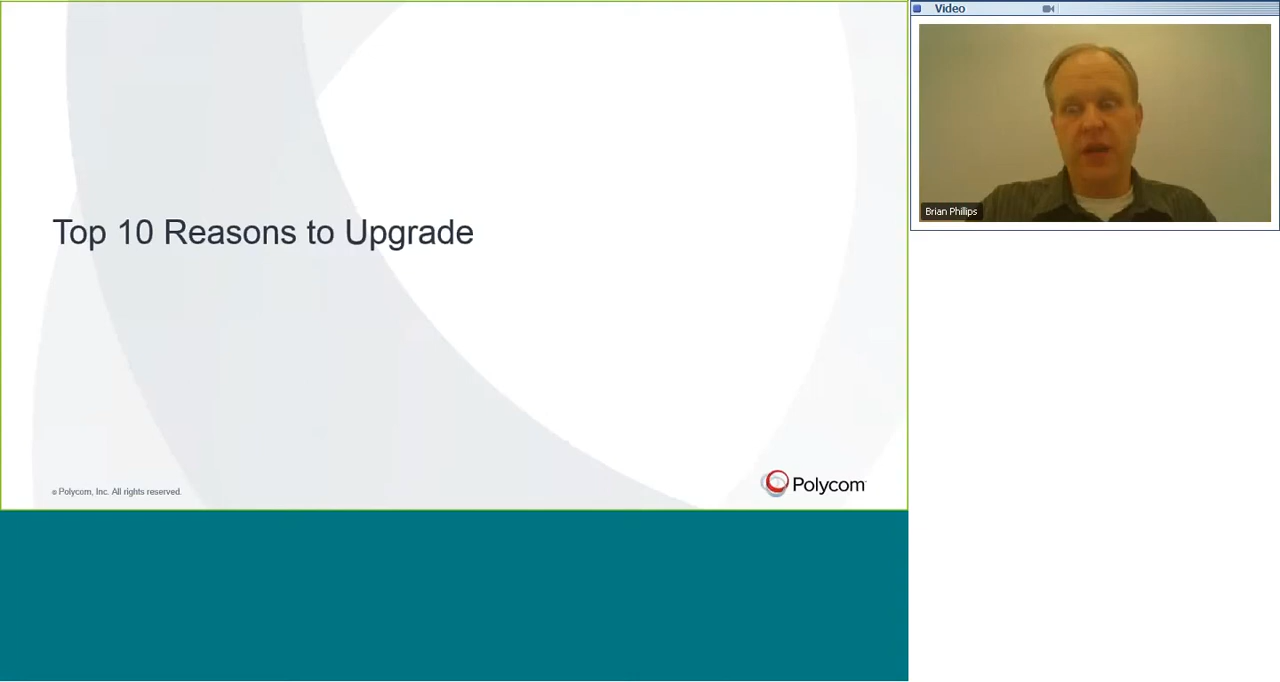 Top 10 Reasons to Upgrade
© Polycom, Inc. All rights reserved.
Polycom
Video
Brian Phillips